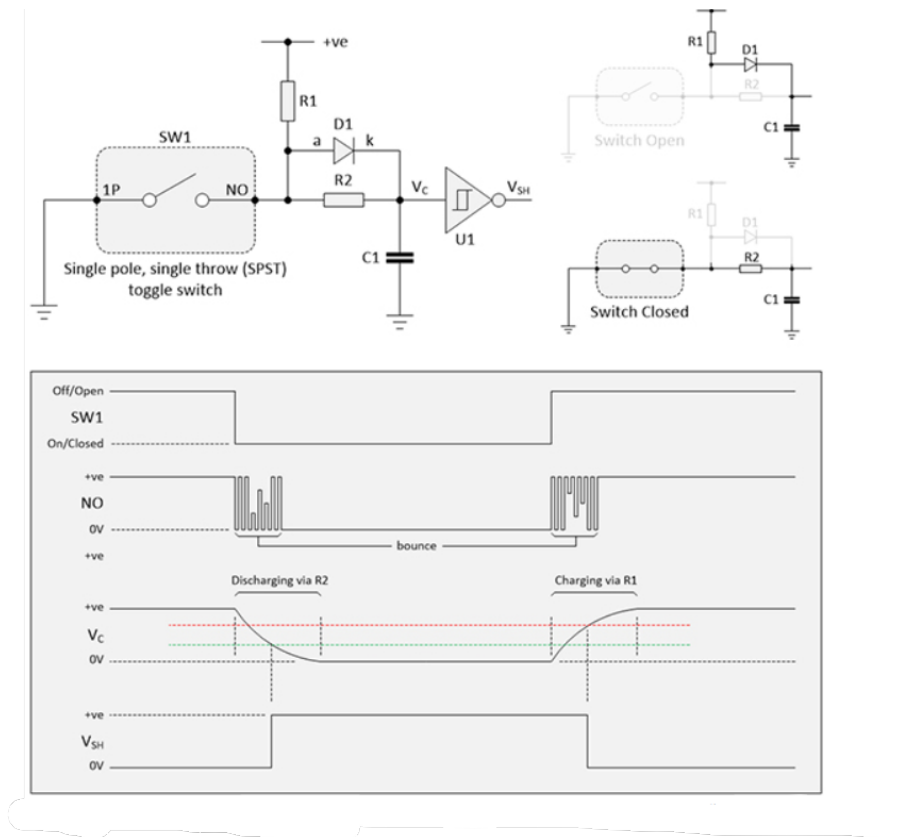 +ve
R1
D1
a
k
SW1
1P
NO
R2
VC
VSH
U1
C1
Single pole, single throw (SPST)
toggle switch
R1
D1
R2
Switch Open
C1
R1
D1
R2
C1
Switch Closed
Off/Open
SW1
On/Closed
+ve
NO
0V
bounce
+ve
Discharging via R2
Charging via R1
+ve
VC
0V
+ve
VSH
0V